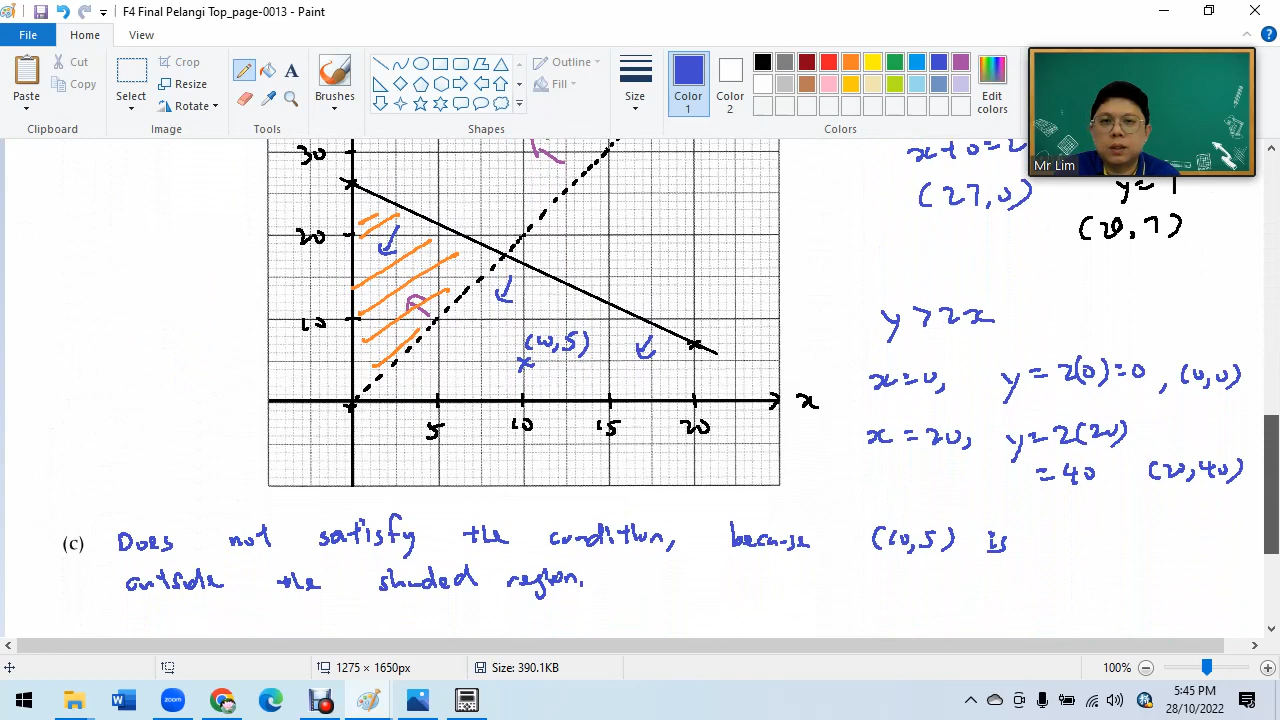 F4 Final Pelangi Top_page-0013 - Paint
File Home View
Paste
Cut
Copy
Clipboard
Select
Crop
Resize
Rotate
Image
Tools
Brushes
Shapes
Outline
Fill
Size
Color 1
Color 2
Edit colors
Colors
Mr Lim
30
20
10
(10,5)
5 10 15 20 x
x+0=2
(27,0)
(20,7)
y>2x
x=0, y=2(0)=0, (0,0)
x=20, y=2(20)
=40 (20,40)
(c) Does not satisfy the condition, because (10,5) is
outside the shaded region.
1275 × 1650px
Size: 390.1KB
100%
zoom
5:45 PM
28/10/2022